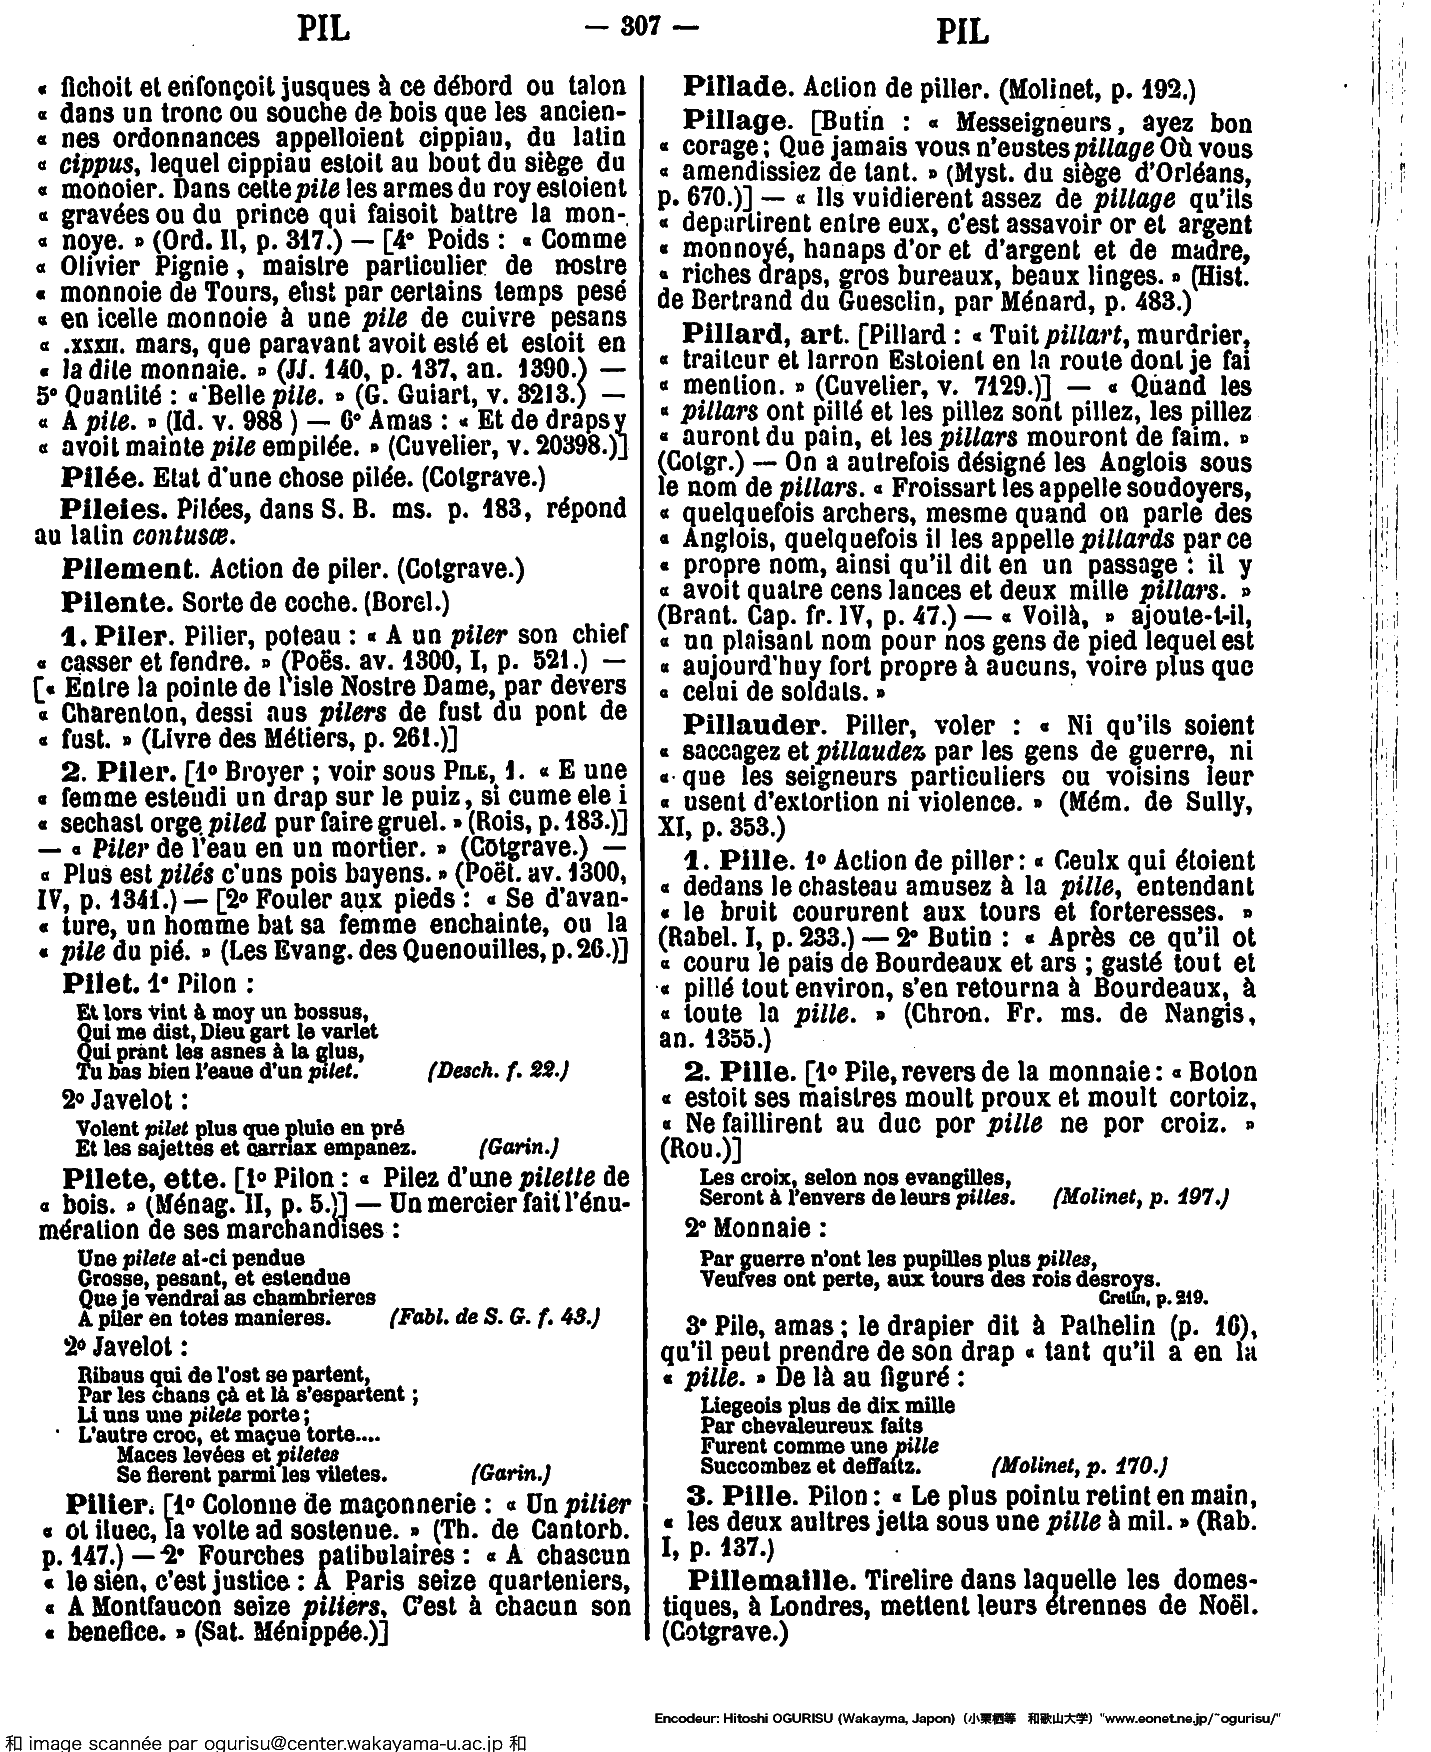 PIL
— 307 —
PIL
« fichoit et enfonçoit jusques à ce débord ou talon
« dans un tronc ou souche de bois que les ancien-
« nes ordonnances appelloient cippiau, du latin
« cippus, lequel cippiau estoit au bout du siège du
« monoier. Dans cette pile les armes du roy estoient
« gravées ou du prince qui faisoit battre la mon-
« noye. » (Ord. II, p. 317.) — [4° Poids : « Comme
« Olivier Pignie, maistre particulier de nostre
« monnoie de Tours, eust par certains temps pesé
« en icelle monnoie à une pile de cuivre pesans
« .XXXII. mars, que paravant avoit esté et estoit en
« la dite monnaie. » (JJ. 140, p. 137, an. 1390.) —
5° Quantité : « Belle pile. » (G. Guiart, v. 3213.) —
« A pile. » (Id. v. 988 ) — 6° Amas : « Et de draps y
« avoit mainte pile empilée. » (Cuvelier, v. 20398.)]
Pilée. Etat d'une chose pilée. (Cotgrave.)
Pileies. Pilées, dans S. B. ms. p. 183, répond
au latin contusæ.
Pilement. Action de piler. (Cotgrave.)
Pilente. Sorte de coche. (Borel.)
1. Piler. Pilier, poteau : « A un piler son chief
« casser et fendre. » (Poës. av. 1300, I, p. 521.) —
[« Entre la pointe de l'isle Nostre Dame, par devers
« Charenton, dessi aus pilers de fust du pont de
« fust. » (Livre des Métiers, p. 261.)]
2. Piler. [1° Broyer ; voir sous PILE, 1. « E une
« femme estendi un drap sur le puiz, si cume ele i
« sechast orge piled pur faire gruel. » (Rois, p. 183.)]
— « Piler de l'eau en un mortier. » (Cotgrave.) —
« Plus est pilés c'uns pois bayens. » (Poët. av. 1300,
IV, p. 1341.) — [2° Fouler aux pieds : « Se d'avan-
« ture, un homme bat sa femme enchainte, ou la
« pile du pié. » (Les Evang. des Quenouilles, p. 26.)]
Pilet. 1° Pilon :
Et lors vint à moy un bossus,
Qui me dist, Dieu gart le varlet
Qui prant les asnes à la glus,
Tu bas bien l'eaue d'un pilet. (Desch. f. 22.)
2° Javelot :
Volent pilet plus que pluie en pré
Et les sajettes et carriax empanez. (Garin.)
Pilete, ette. [1° Pilon : « Pilez d'une pilette de
« bois. » (Ménag. II, p. 5.)] — Un mercier fait l'énu-
mération de ses marchandises :
Une pilete ai-ci pendue
Grosse, pesant, et estendue
Que je vendrai as chambrieres
A piler en totes manieres. (Fabl. de S. G. f. 43.)
2° Javelot :
Ribaus qui de l'ost se partent,
Par les chans çà et là s'espartent ;
Li uns une pilete porte ;
L'autre croc, et maçue torte....
Maces levées et piletes
Se fierent parmi les viletes. (Garin.)
Pilier. [1° Colonne de maçonnerie : « Un pilier
« ot iluec, la volte ad sostenue. » (Th. de Cantorb.
p. 147.) — 2° Fourches patibulaires : « A chascun
« le sien, c'est justice : A Paris seize quarteniers,
« A Montfaucon seize piliers, C'est à chacun son
« benefice. » (Sat. Ménippée.)]
Pillade. Action de piller. (Molinet, p. 192.)
Pillage. [Butin : « Messeigneurs, ayez bon
« corage ; Que jamais vous n'eustes pillage Où vous
« amendissiez de tant. » (Myst. du siège d'Orléans,
p. 670.)] — « Ils vuidierent assez de pillage qu'ils
« departirent entre eux, c'est assavoir or et argent
« monnoyé, hanaps d'or et d'argent et de madre,
« riches draps, gros bureaux, beaux linges. » (Hist.
de Bertrand du Guesclin, par Ménard, p. 483.)
Pillard, art. [Pillard : « Tuit pillart, murdrier,
« traiteur et larron Estoient en la route dont je fai
« mention. » (Cuvelier, v. 7129.)] — « Quand les
« pillars ont pillé et les pillez sont pillez, les pillez
« auront du pain, et les pillars mouront de faim. »
(Cotgr.) — On a autrefois désigné les Anglois sous
le nom de pillars. « Froissart les appelle soudoyers,
« quelquefois archers, mesme quand on parle des
« Anglois, quelquefois il les appelle pillards par ce
« propre nom, ainsi qu'il dit en un passage : il y
« avoit quatre cens lances et deux mille pillars. »
(Brant. Cap. fr. IV, p. 47.) — « Voilà, » ajoute-t-il,
« un plaisant nom pour nos gens de pied lequel est
« aujourd'huy fort propre à aucuns, voire plus que
« celui de soldats. »
Pillauder. Piller, voler : « Ni qu'ils soient
« saccagez et pillaudez par les gens de guerre, ni
« que les seigneurs particuliers ou voisins leur
« usent d'extortion ni violence. » (Mém. de Sully,
XI, p. 353.)
1. Pille. 1° Action de piller : « Ceulx qui étoient
« dedans le chasteau amusez à la pille, entendant
« le bruit coururent aux tours et forteresses. »
(Rabel. I, p. 233.) — 2° Butin : « Après ce qu'il ot
« couru le pais de Bourdeaux et ars ; gasté tout et
« pillé tout environ, s'en retourna à Bourdeaux, à
« toute la pille. » (Chron. Fr. ms. de Nangis,
an. 1355.)
2. Pille. [1° Pile, revers de la monnaie : « Boton
« estoit ses maistres moult proux et moult cortoiz,
« Ne faillirent au duc por pille ne por croiz. »
(Rou.)]
Les croix, selon nos evangilles,
Seront à l'envers de leurs pilles. (Molinet, p. 197.)
2° Monnaie :
Par guerre n'ont les pupilles plus pilles,
Veufves ont perte, aux tours des rois desroys.
Cretin, p. 219.
3° Pile, amas ; le drapier dit à Pathelin (p. 16),
qu'il peut prendre de son drap « tant qu'il a en la
« pille. » De là au figuré :
Liegeois plus de dix mille
Par chevaleureux faits
Furent comme une pille
Succombez et deffaitz. (Molinet, p. 170.)
3. Pille. Pilon : « Le plus pointu retint en main,
« les deux aultres jetta sous une pille à mil. » (Rab.
I, p. 137.)
Pillemaille. Tirelire dans laquelle les domes-
tiques, à Londres, mettent leurs étrennes de Noël.
(Cotgrave.)
Encodeur: Hitoshi OGURISU (Wakayma, Japon) (小栗栖等 和歌山大学) "www.eonet.ne.jp/~ogurisu/"
和 image scannée par ogurisu@center.wakayama-u.ac.jp 和